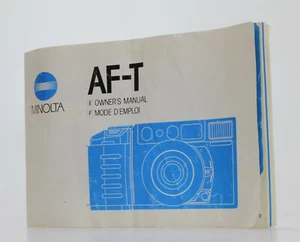 MINOLTA
AF-T
E OWNER'S MANUAL
F MODE D'EMPLOI